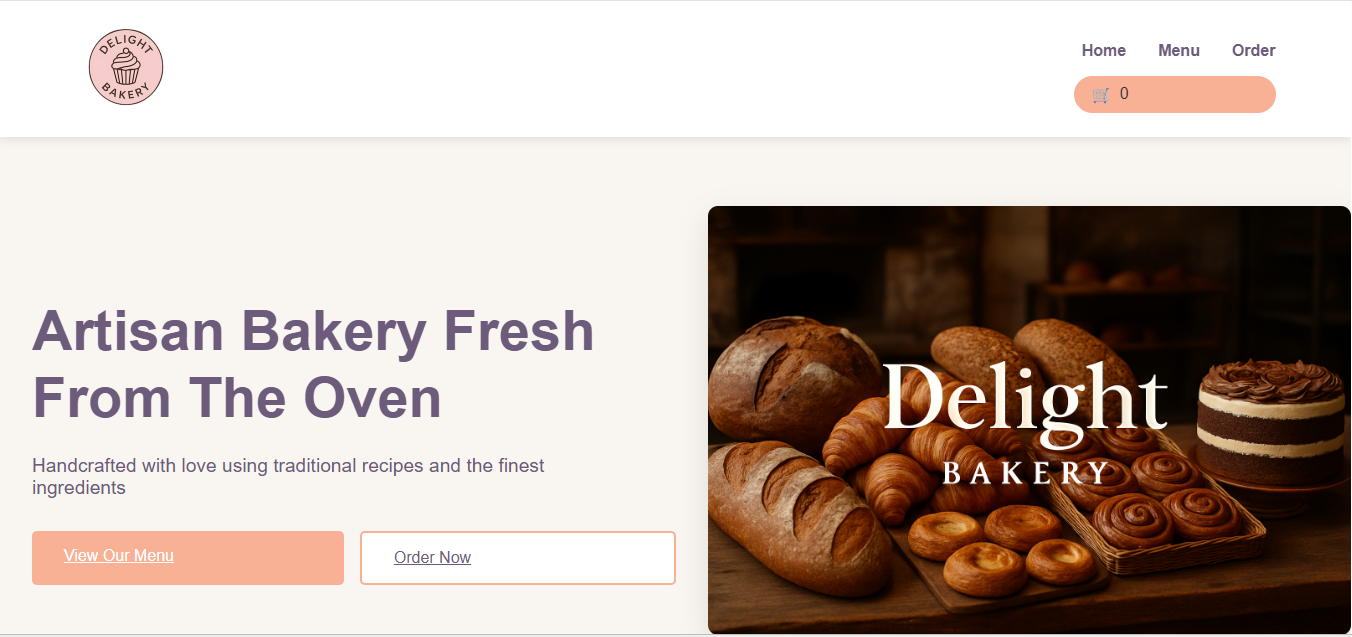 DELIGHT
BAKERY
Home Menu Order
0
Artisan Bakery Fresh
From The Oven
Handcrafted with love using traditional recipes and the finest
ingredients
View Our Menu
Order Now
Delight
BAKERY